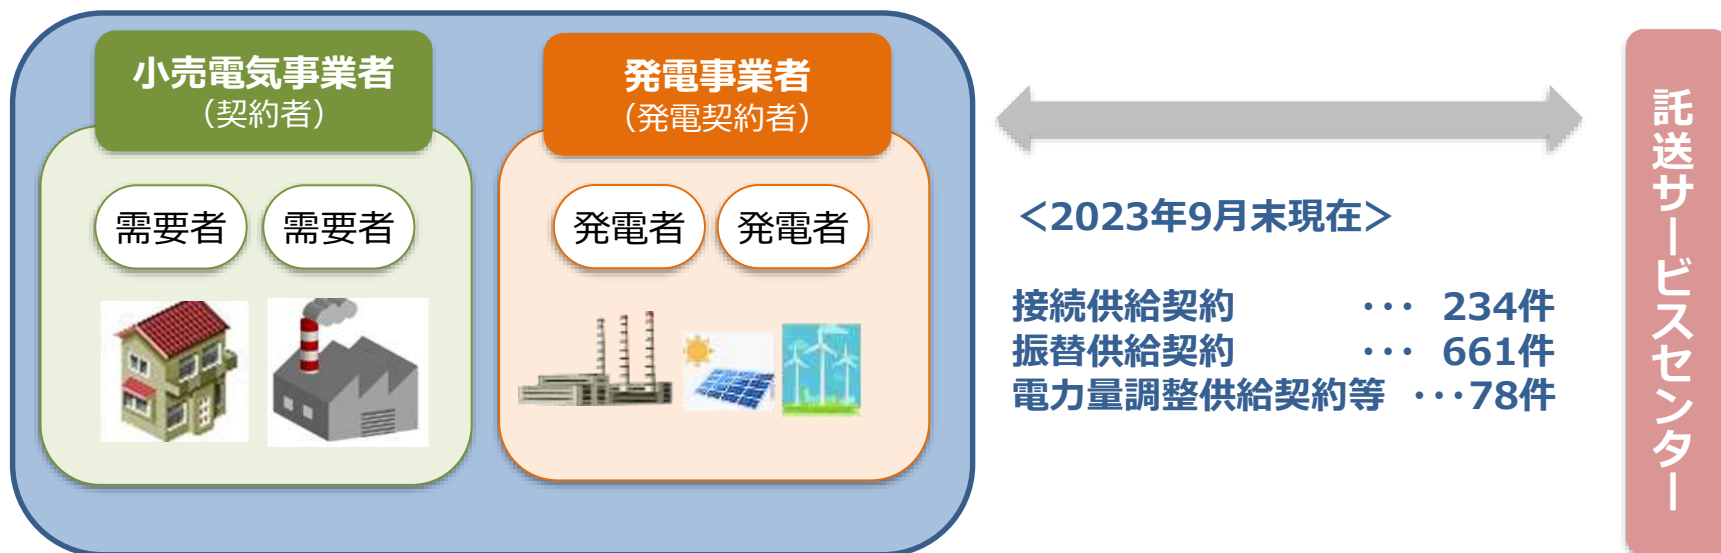 小売電気事業者
（契約者）
需要者
需要者
発電事業者
（発電契約者）
発電者
発電者
＜2023年9月末現在＞
接続供給契約 ･･･ 234件
振替供給契約 ･･･ 661件
電力量調整供給契約等 ･･･78件
託送サービスセンター